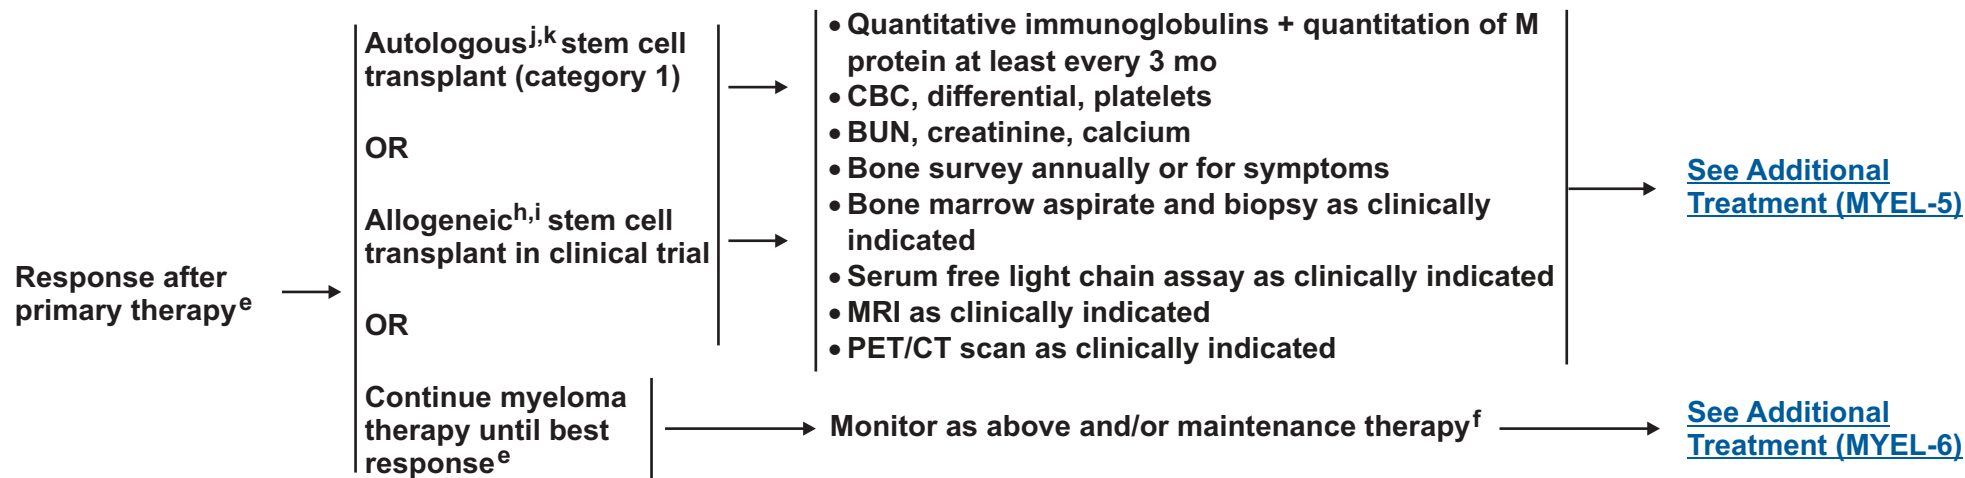 Response after
primary therapy e
Autologous j,k stem cell
transplant (category 1)
OR
Allogeneic h,i stem cell
transplant in clinical trial
OR
Continue myeloma
therapy until best
response e
• Quantitative immunoglobulins + quantitation of M
protein at least every 3 mo
• CBC, differential, platelets
• BUN, creatinine, calcium
• Bone survey annually or for symptoms
• Bone marrow aspirate and biopsy as clinically
indicated
• Serum free light chain assay as clinically indicated
• MRI as clinically indicated
• PET/CT scan as clinically indicated
Monitor as above and/or maintenance therapy f
See Additional
Treatment (MYEL-5)
See Additional
Treatment (MYEL-6)